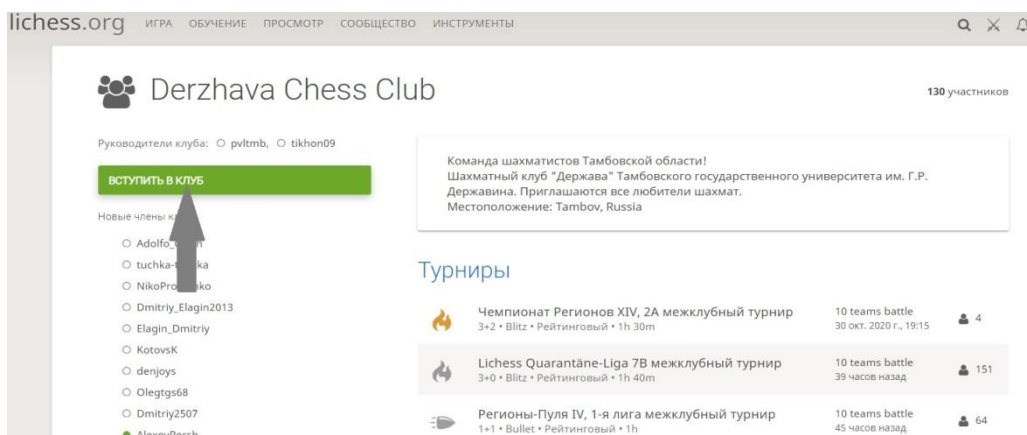 lichess.org ИГРА ОБУЧЕНИЕ ПРОСМОТР СООБЩЕСТВО ИНСТРУМЕНТЫ
Derzhava Chess Club
130 участников
Руководители клуба: pvltmb, tikhon09
ВСТУПИТЬ В КЛУБ
Новые члены
Adolfo_
tuchka-
NikoPro
Dmitriy_Elagin2013
Elagin_Dmitriy
KotovsK
denjoys
Olegtgs68
Dmitriy2507
AlexeyPersh
Команда шахматистов Тамбовской области!
Шахматный клуб "Держава" Тамбовского государственного университета им. Г.Р.
Державина. Приглашаются все любители шахмат.
Местоположение: Tambov, Russia
Турниры
Чемпионат Регионов XIV, 2А межклубный турнир
3+2 • Blitz • Рейтинговый • 1h 30m
10 teams battle
30 окт. 2020 г., 19:15
4
Lichess Quarantäne-Liga 7B межклубный турнир
3+0 • Blitz • Рейтинговый • 1h 40m
10 teams battle
39 часов назад
151
Регионы-Пуля IV, 1-я лига межклубный турнир
1+1 • Bullet • Рейтинговый • 1h
10 teams battle
45 часов назад
64